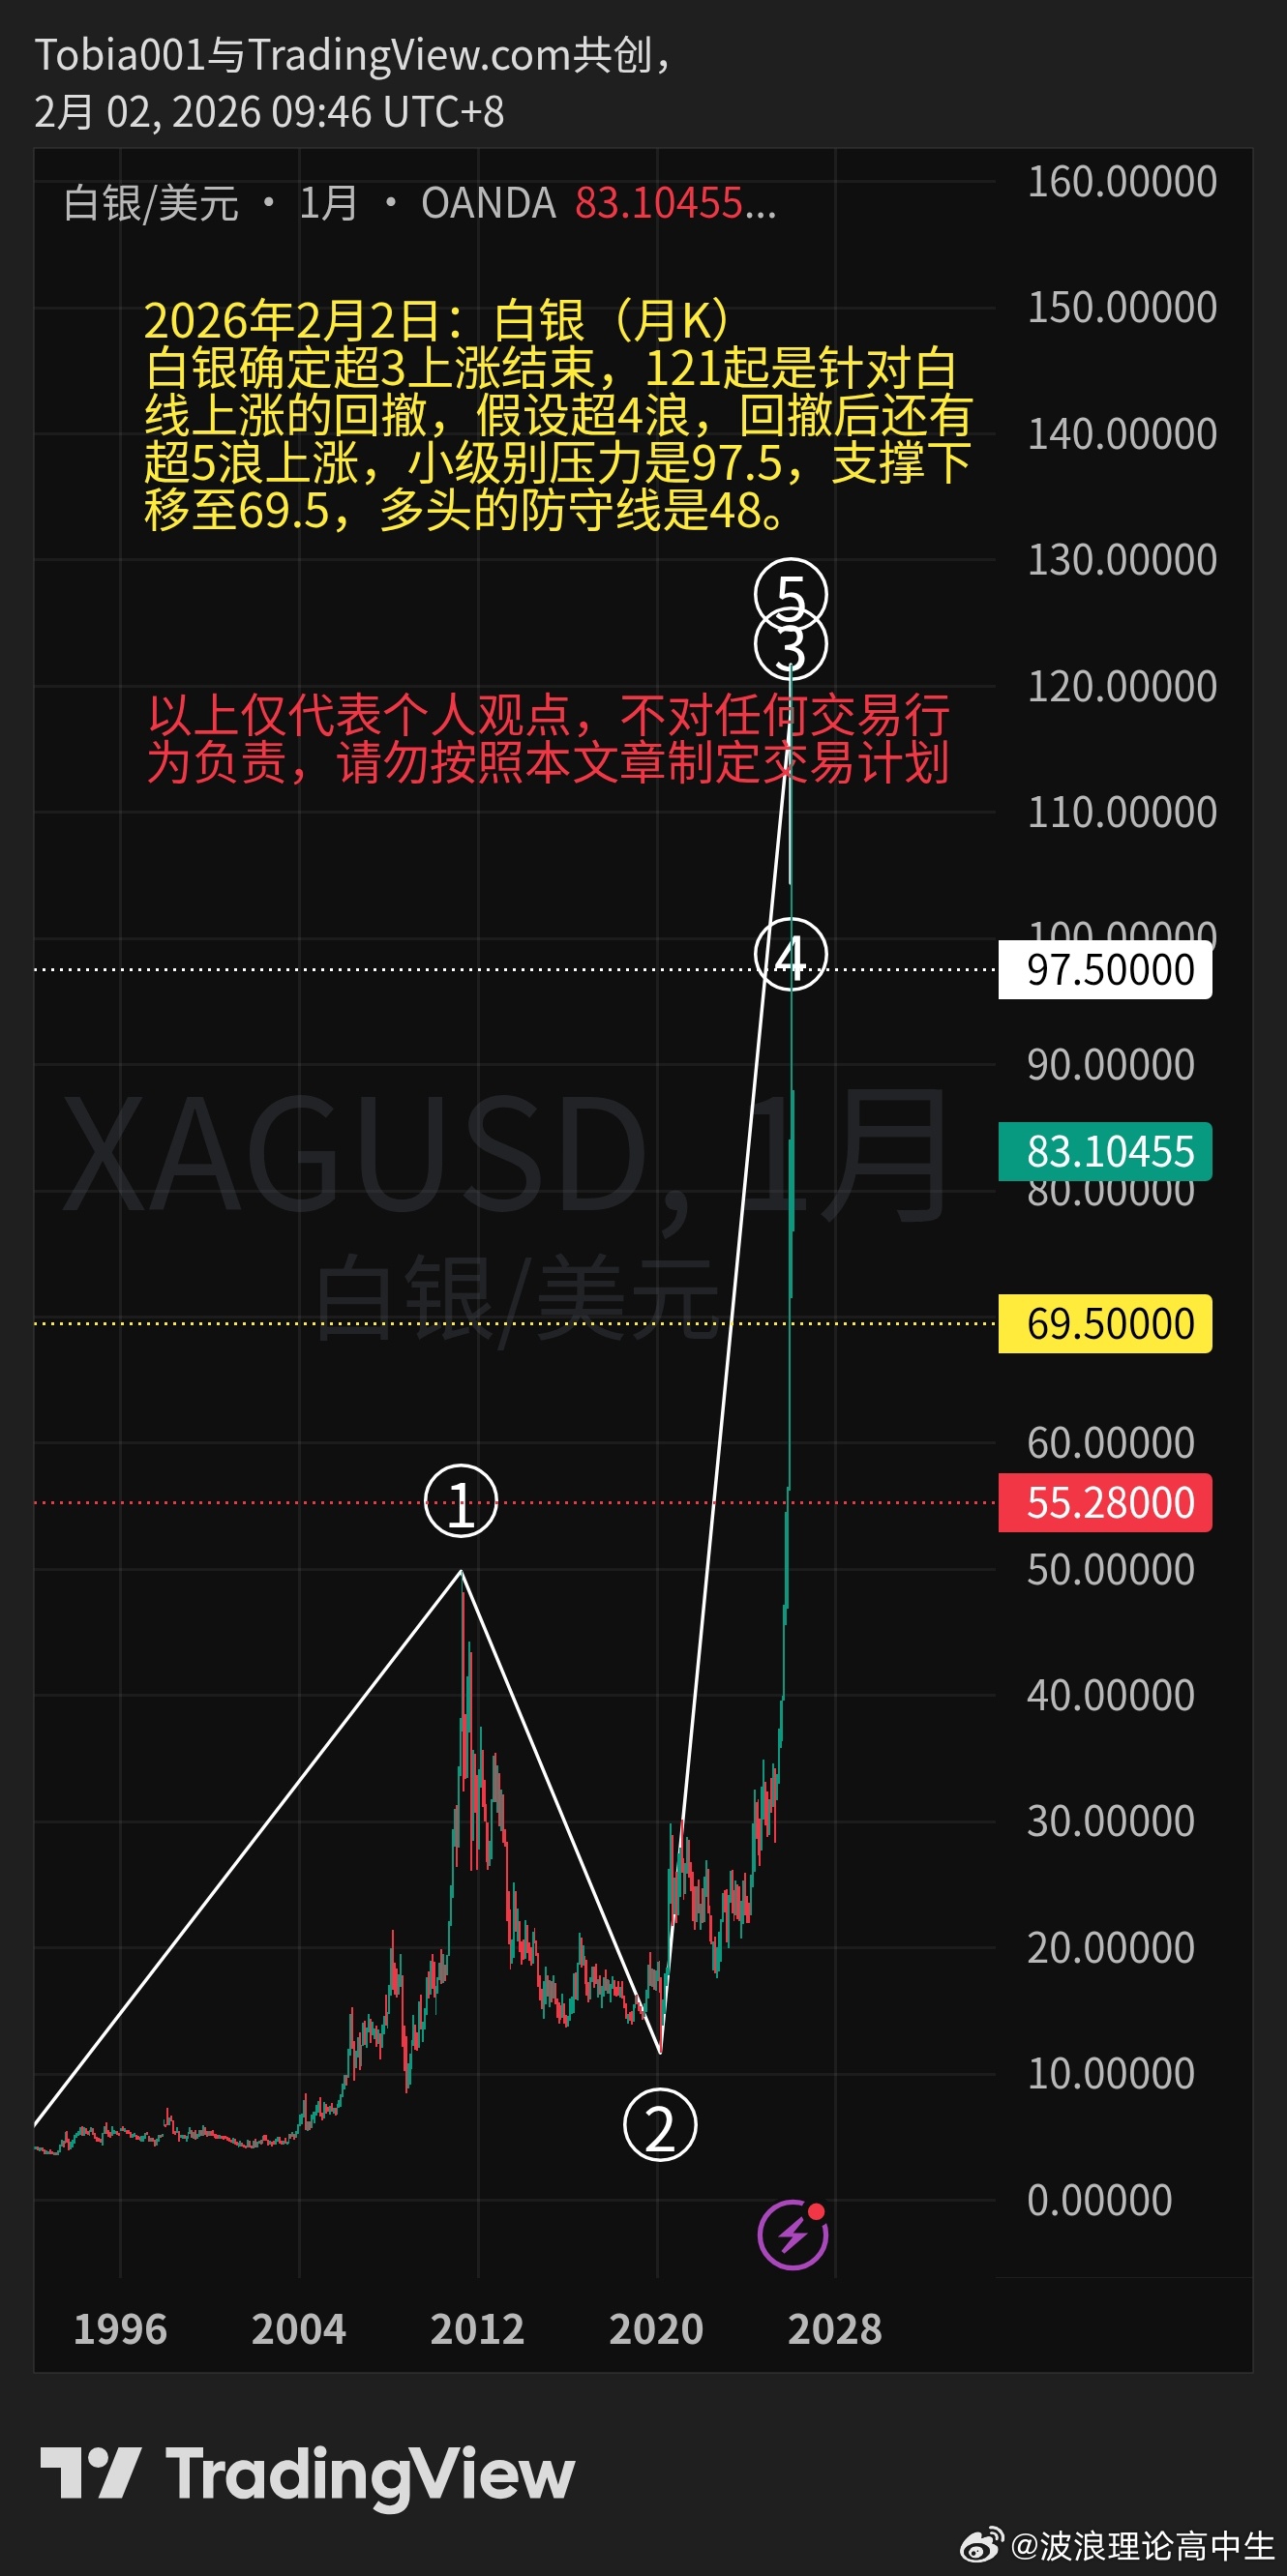 Tobia001与TradingView.com共创，
2月 02, 2026 09:46 UTC+8
白银/美元 · 1月 · OANDA 83.10455...
160.00000
2026年2月2日：白银（月K）
白银确定超3上涨结束，121起是针对白
线上涨的回撤，假设超4浪，回撤后还有
超5浪上涨，小级别压力是97.5，支撑下
移至69.5，多头的防守线是48。
150.00000
140.00000
130.00000
⑤
③
120.00000
以上仅代表个人观点，不对任何交易行
为负责，请勿按照本文章制定交易计划
110.00000
100.00000
④
97.50000
90.00000
XAGUSD, 1月
白银/美元
83.10455
80.00000
69.50000
60.00000
①
55.28000
50.00000
40.00000
30.00000
20.00000
10.00000
②
0.00000
1996 2004 2012 2020 2028
TradingView
@波浪理论高中生